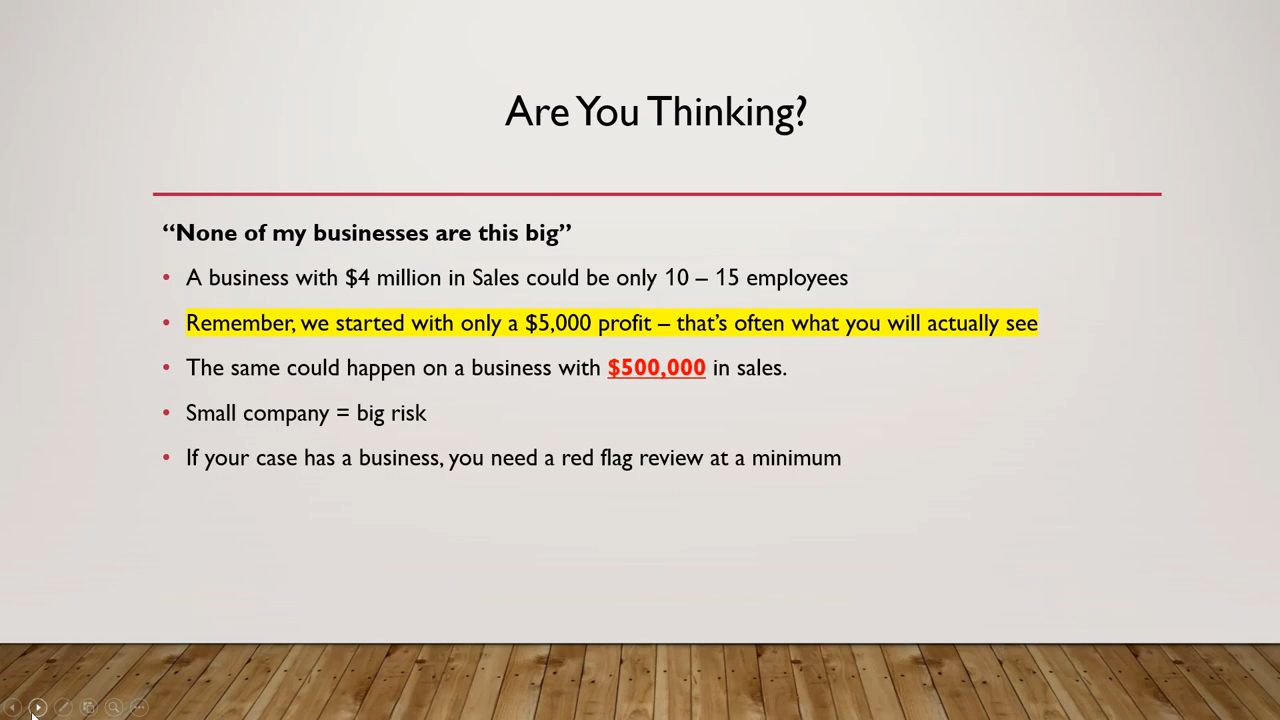 Are You Thinking?
“None of my businesses are this big”
• A business with $4 million in Sales could be only 10 – 15 employees
• Remember, we started with only a $5,000 profit – that’s often what you will actually see
• The same could happen on a business with $500,000 in sales.
• Small company = big risk
• If your case has a business, you need a red flag review at a minimum